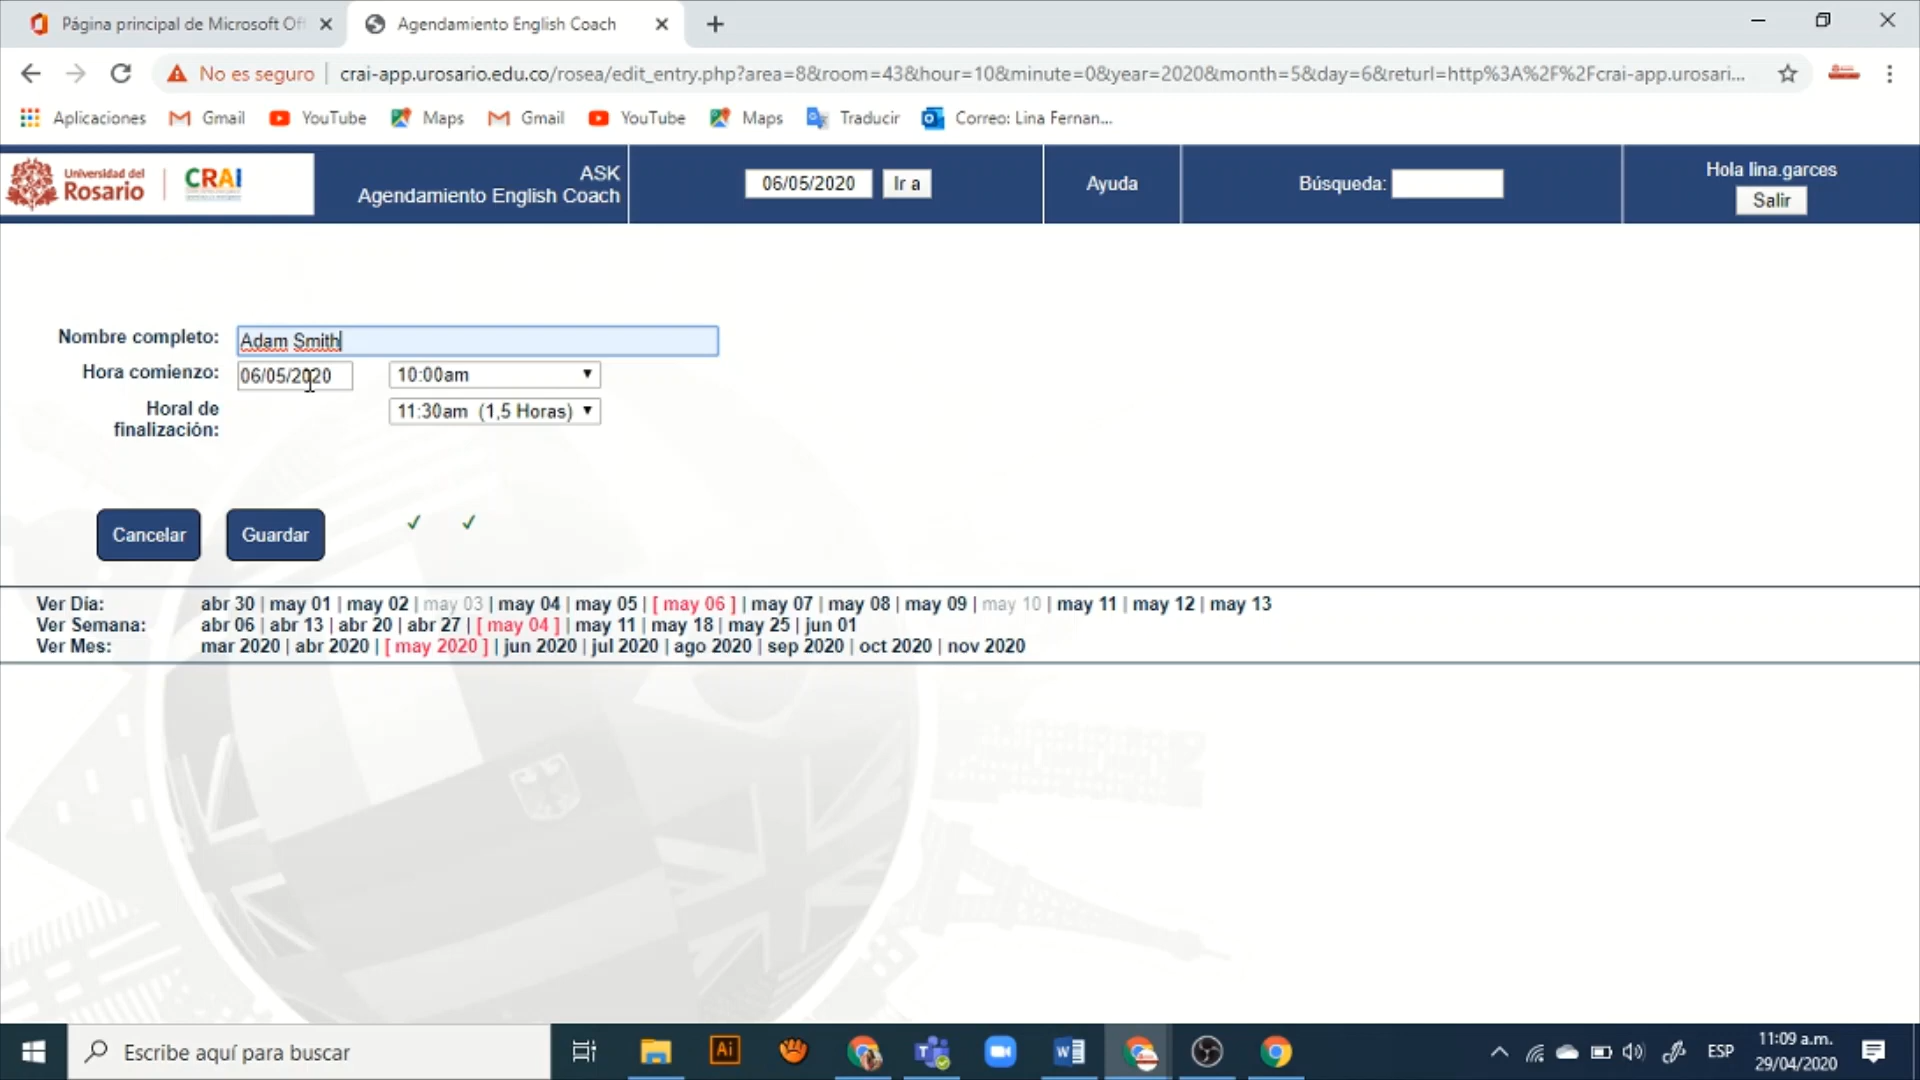 Página principal de Microsoft Of
Agendamiento English Coach
No es seguro
crai-app.urosario.edu.co/rosea/edit_entry.php?area=8&room=43&hour=10&minute=0&year=2020&month=5&day=6&returl=http%3A%2F%2Fcrai-app.urosari...
Aplicaciones Gmail YouTube Maps Gmail YouTube Maps Traducir Correo: Lina Fernan...
Universidad del
Rosario
CRAI
ASK
Agendamiento English Coach
06/05/2020 Ir a
Ayuda
Búsqueda:
Hola lina.garces
Salir
Nombre completo: Adam Smith
Hora comienzo: 06/05/2020 10:00am
Horal de
finalización:
11:30am (1,5 Horas)
Cancelar Guardar
Ver Día: abr 30 | may 01 | may 02 | may 03 | may 04 | may 05 | [ may 06 ] | may 07 | may 08 | may 09 | may 10 | may 11 | may 12 | may 13
Ver Semana: abr 06 | abr 13 | abr 20 | abr 27 | [ may 04 ] | may 11 | may 18 | may 25 | jun 01
Ver Mes: mar 2020 | abr 2020 | [ may 2020 ] | jun 2020 | jul 2020 | ago 2020 | sep 2020 | oct 2020 | nov 2020
Escribe aquí para buscar
Ai
ESP
11:09 a.m.
29/04/2020